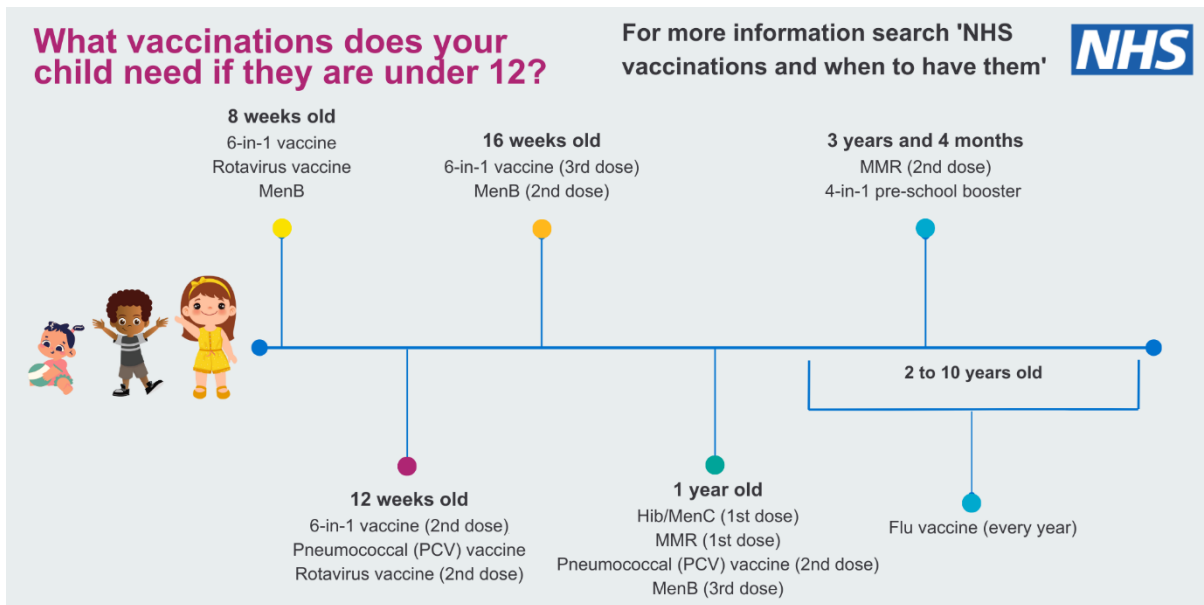 What vaccinations does your
child need if they are under 12?
For more information search 'NHS
vaccinations and when to have them'
NHS
8 weeks old
6-in-1 vaccine
Rotavirus vaccine
MenB
16 weeks old
6-in-1 vaccine (3rd dose)
MenB (2nd dose)
3 years and 4 months
MMR (2nd dose)
4-in-1 pre-school booster
2 to 10 years old
12 weeks old
6-in-1 vaccine (2nd dose)
Pneumococcal (PCV) vaccine
Rotavirus vaccine (2nd dose)
1 year old
Hib/MenC (1st dose)
MMR (1st dose)
Pneumococcal (PCV) vaccine (2nd dose)
MenB (3rd dose)
Flu vaccine (every year)